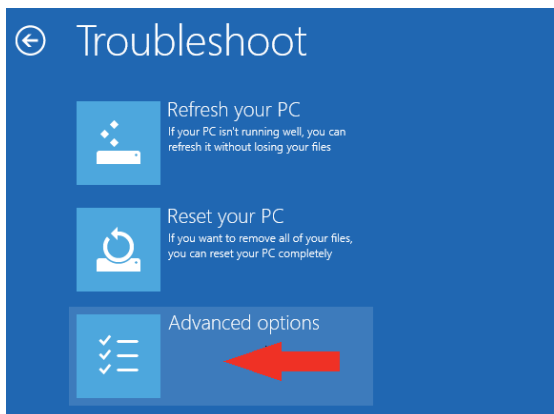 Troubleshoot
Refresh your PC
If your PC isn't running well, you can
refresh it without losing your files
Reset your PC
If you want to remove all of your files,
you can reset your PC completely
Advanced options